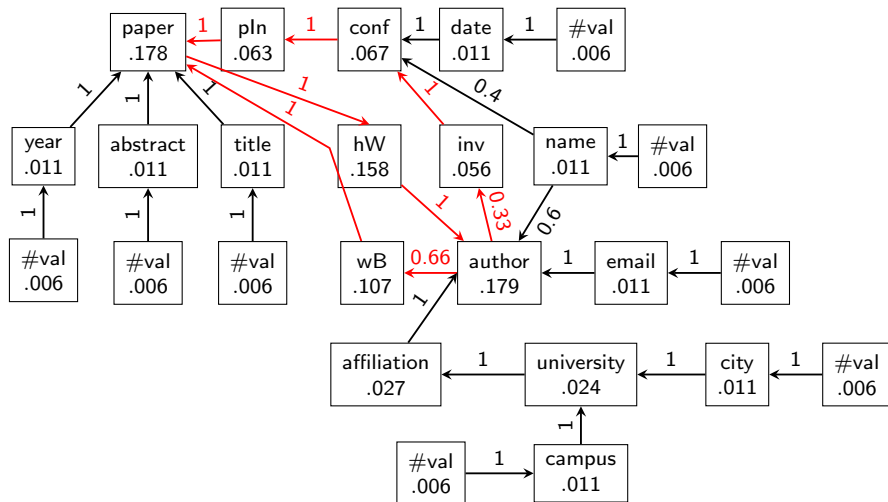 paper
.178
1
pIn
.063
1
conf
.067
1
date
.011
1
#val
.006
1
1
1
1
1
1
0.4
year
.011
abstract
.011
title
.011
hW
.158
inv
.056
name
.011
1
#val
.006
1
1
1
1
0.33
0.6
#val
.006
#val
.006
#val
.006
wB
.107
0.66
author
.179
1
email
.011
1
#val
.006
1
affiliation
.027
1
university
.024
1
city
.011
1
#val
.006
1
#val
.006
1
campus
.011